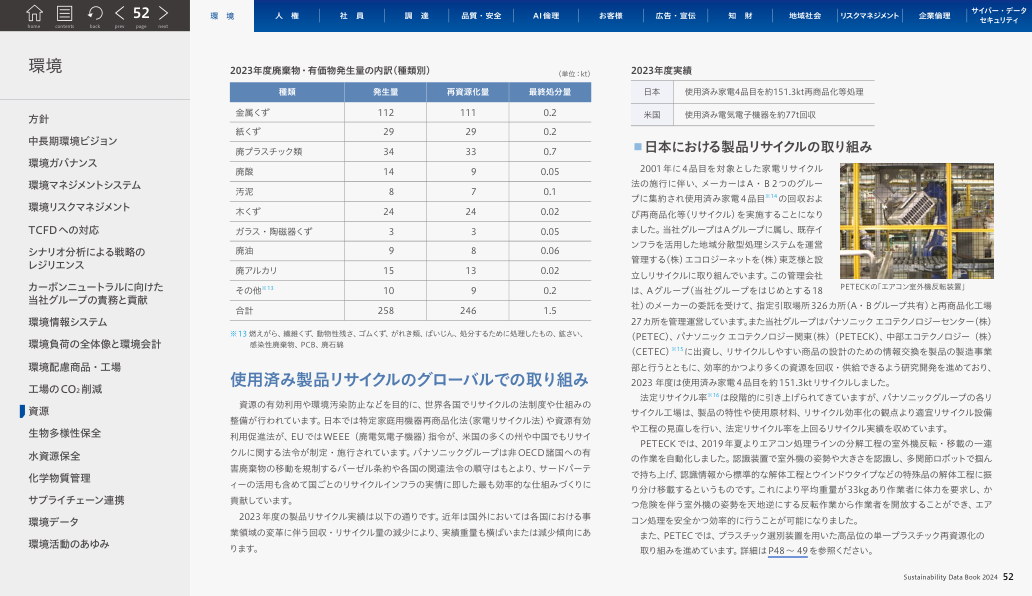 52
home contents back prev page next
環 境
人 権
社 員
調 達
品質・安全
AI倫理
お客様
広告・宣伝
知 財
地域社会
リスクマネジメント
企業倫理
サイバー・データ
セキュリティ
環境
方針
中長期環境ビジョン
環境ガバナンス
環境マネジメントシステム
環境リスクマネジメント
TCFDへの対応
シナリオ分析による戦略の
レジリエンス
カーボンニュートラルに向けた
当社グループの責務と貢献
環境情報システム
環境負荷の全体像と環境会計
環境配慮商品・工場
工場のCO₂削減
資源
生物多様性保全
水資源保全
化学物質管理
サプライチェーン連携
環境データ
環境活動のあゆみ
2023年度廃棄物・有価物発生量の内訳（種類別）
（単位：kt）
種類 発生量 再資源化量 最終処分量
金属くず 112 111 0.2
紙くず 29 29 0.2
廃プラスチック類 34 33 0.7
廃酸 14 9 0.05
汚泥 8 7 0.1
木くず 24 24 0.02
ガラス・陶磁器くず 3 3 0.05
廃油 9 8 0.06
廃アルカリ 15 13 0.02
その他※13 10 9 0.2
合計 258 246 1.5
※13 燃えがら、繊維くず、動物性残さ、ゴムくず、がれき類、ばいじん、処分するために処理したもの、鉱さい、
感染性廃棄物、PCB、廃石綿
使用済み製品リサイクルのグローバルでの取り組み
資源の有効利用や環境汚染防止などを目的に、世界各国でリサイクルの法制度や仕組みの
整備が行われています。日本では特定家庭用機器再商品化法（家電リサイクル法）や資源有効
利用促進法が、EUではWEEE（廃電気電子機器）指令が、米国の多くの州や中国でもリサイ
クルに関する法令が制定・施行されています。パナソニックグループは非OECD諸国への有
害廃棄物の移動を規制するバーゼル条約や各国の関連法令の順守はもとより、サードパーテ
ィーの活用も含めて国ごとのリサイクルインフラの実情に即した最も効率的な仕組みづくりに
貢献しています。
2023年度の製品リサイクル実績は以下の通りです。近年は国外においては各国における事
業領域の変革に伴う回収・リサイクル量の減少により、実績重量も横ばいまたは減少傾向にあ
ります。
2023年度実績
日本 使用済み家電4品目を約151.3kt再商品化等処理
米国 使用済み電気電子機器を約77t回収
■日本における製品リサイクルの取り組み
2001年に4品目を対象とした家電リサイクル
法の施行に伴い、メーカーはA・B 2つのグルー
プに集約され使用済み家電4品目※14の回収およ
び再商品化等（リサイクル）を実施することになり
ました。当社グループはAグループに属し、既存イ
ンフラを活用した地域分散型処理システムを運営
管理する（株）エコロジーネットを（株）東芝様と設
立しリサイクルに取り組んでいます。この管理会社
は、Aグループ（当社グループをはじめとする18
社）のメーカーの委託を受けて、指定引取場所326カ所（A・Bグループ共有）と再商品化工場
27カ所を管理運営しています。また当社グループはパナソニック エコテクノロジーセンター（株）
（PETEC）、パナソニック エコテクノロジー関東（株）（PETECK）、中部エコテクノロジー（株）
（CETEC）※15に出資し、リサイクルしやすい商品の設計のための情報交換を製品の製造事業
部と行うとともに、効率的かつより多くの資源を回収・供給できるよう研究開発を進めており、
2023年度は使用済み家電4品目を約151.3ktリサイクルしました。
法定リサイクル率※16は段階的に引き上げられてきていますが、パナソニックグループの各リ
サイクル工場は、製品の特性や使用原材料、リサイクル効率化の観点より適宜リサイクル設備
や工程の見直しを行い、法定リサイクル率を上回るリサイクル実績を収めています。
PETECKでは、2019年夏よりエアコン処理ラインの分解工程の室外機反転・移載の一連
の作業を自動化しました。認識装置で室外機の姿勢や大きさを認識し、多関節ロボットで掴ん
で持ち上げ、認識情報から標準的な解体工程とウインドウタイプなどの特殊品の解体工程に振
り分け移載するというものです。これにより平均重量が33kgあり作業者に体力を要求し、か
つ危険を伴う室外機の姿勢を天地逆にする反転作業から作業者を開放することができ、エア
コン処理を安全かつ効率的に行うことが可能になりました。
また、PETECでは、プラスチック選別装置を用いた高品位の単一プラスチック再資源化の
取り組みを進めています。詳細はP48～49を参照ください。
PETECKの「エアコン室外機反転装置」
Sustainability Data Book 2024 52